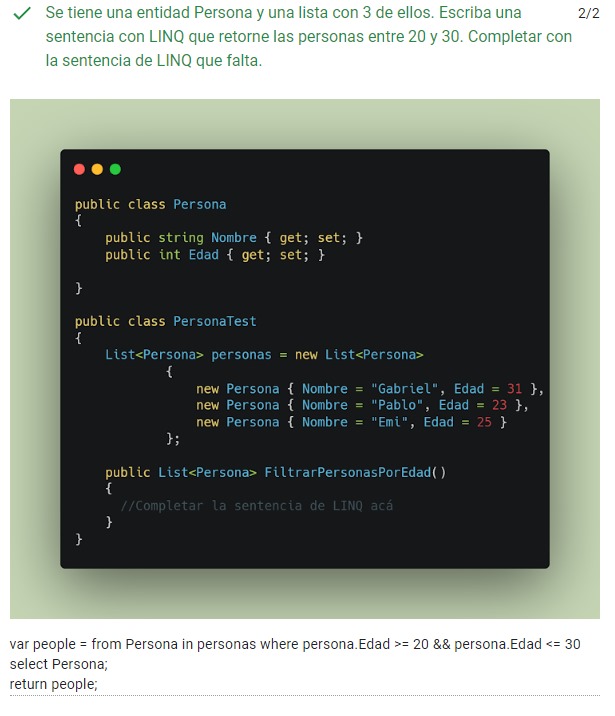 Se tiene una entidad Persona y una lista con 3 de ellos. Escriba una 2/2
sentencia con LINQ que retorne las personas entre 20 y 30. Completar con
la sentencia de LINQ que falta.
public class Persona
{
public string Nombre { get; set; }
public int Edad { get; set; }
}
public class PersonaTest
{
List<Persona> personas = new List<Persona>
{
new Persona { Nombre = "Gabriel", Edad = 31 },
new Persona { Nombre = "Pablo", Edad = 23 },
new Persona { Nombre = "Emi", Edad = 25 }
};
public List<Persona> FiltrarPersonasPorEdad()
{
//Completar la sentencia de LINQ acá
}
}
var people = from Persona in personas where persona.Edad >= 20 && persona.Edad <= 30
select Persona;
return people;